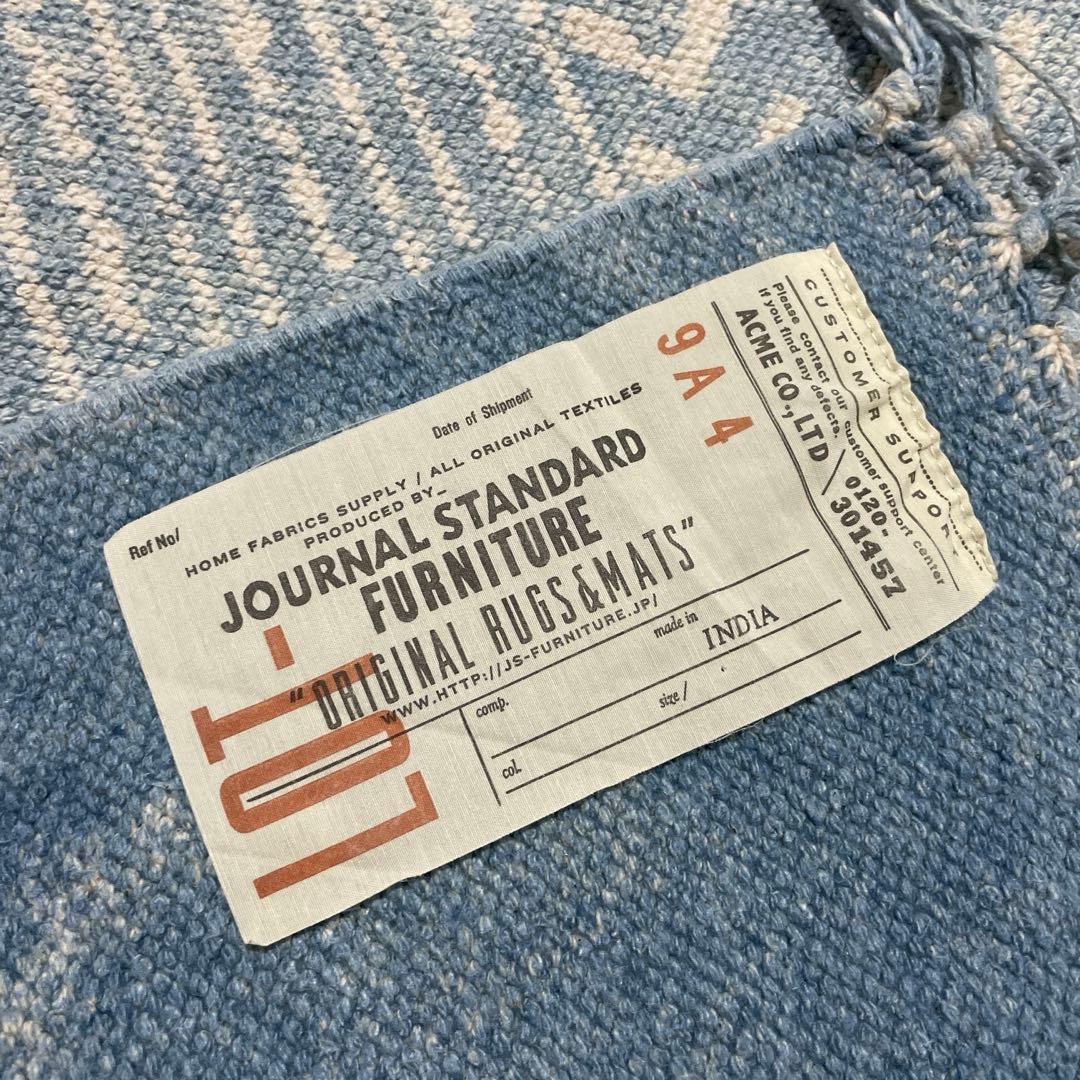 Ref No/
Date of Shipment
HOME FABRICS SUPPLY / ALL ORIGINAL TEXTILES
PRODUCED BY_
JOURNAL STANDARD
FURNITURE
"ORIGINAL RUGS&MATS"
WWW.HTTP://JS-FURNITURE.JP/
LOT-
9A4
comp.
made in INDIA
col.
size /
CUSTOMER SUPPORT
Please contact our customer support center
if you find any defects.
ACME CO.,LTD / 0120-
301457